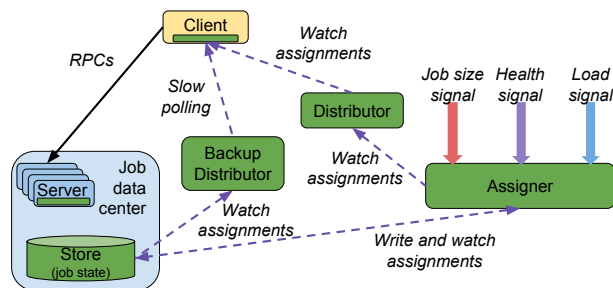 Client
Watch
assignments
RPCs
Slow
polling
Job size
signal
Health
signal
Load
signal
Distributor
Backup
Distributor
Watch
assignments
Assigner
Job
data
center
Server
Watch
assignments
Store
(job state)
Write and watch
assignments